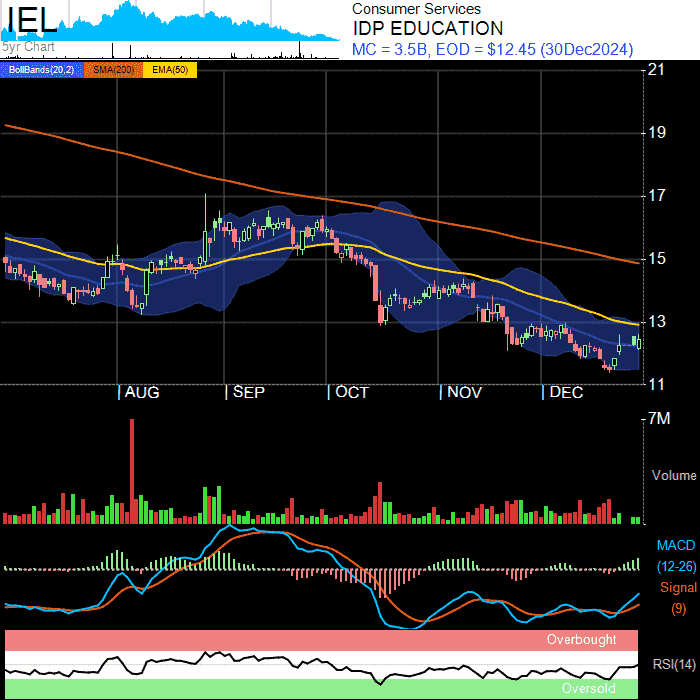 IEL
5yr Chart
Consumer Services
IDP EDUCATION
MC = 3.5B, EOD = $12.45 (30Dec2024)
BollBands(20,2) SMA(200) EMA(50)
21
19
17
15
13
11
AUG SEP OCT NOV DEC
7M
Volume
MACD
(12-26)
Signal
(9)
Overbought
RSI(14)
Oversold